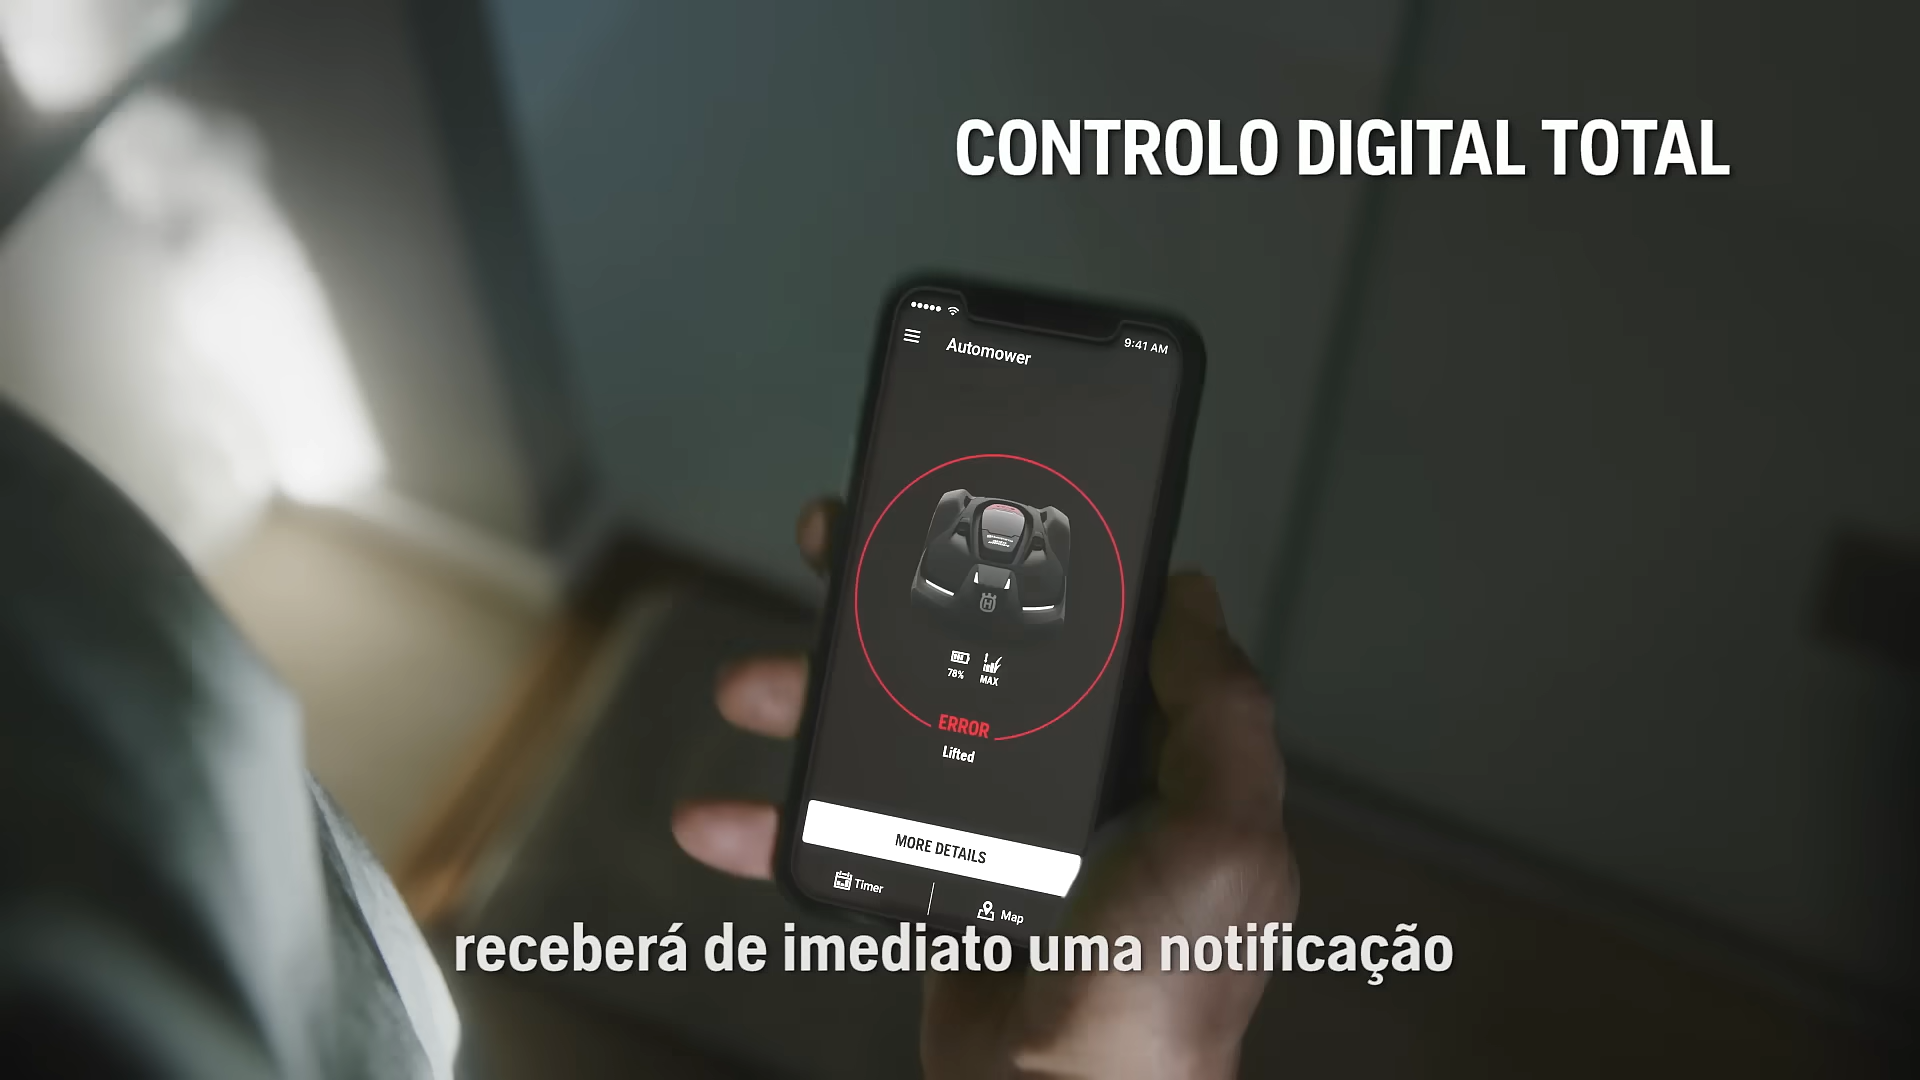 CONTROLO DIGITAL TOTAL
9:41 AM
Automower
78%
MAX
ERROR
Lifted
MORE DETAILS
Timer
Map
receberá de imediato uma notificação